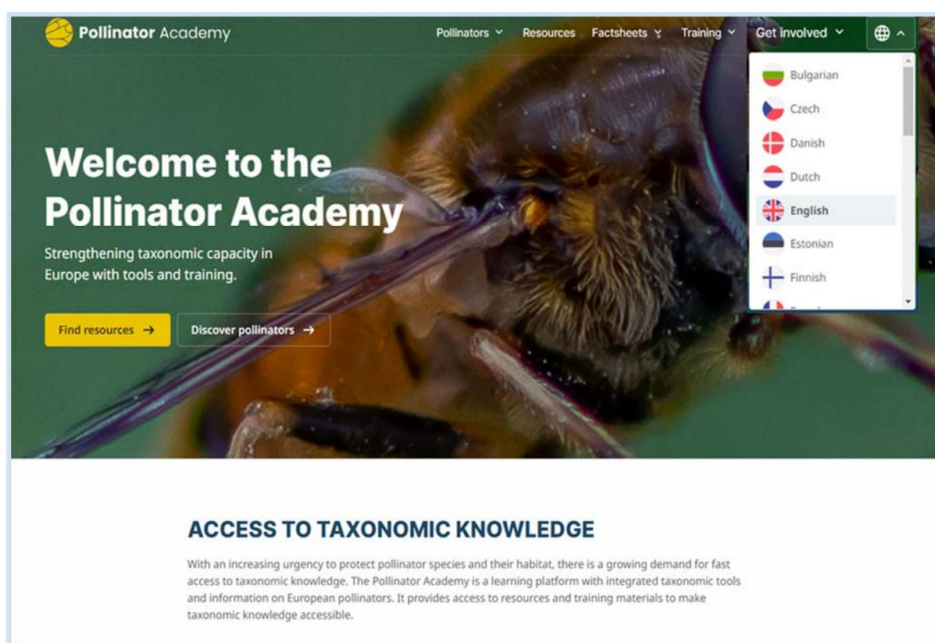 Pollinator Academy
Pollinators Resources Factsheets Training Get involved
Bulgarian
Czech
Danish
Dutch
English
Estonian
Finnish
Welcome to the
Pollinator Academy
Strengthening taxonomic capacity in
Europe with tools and training.
Find resources → Discover pollinators →
ACCESS TO TAXONOMIC KNOWLEDGE
With an increasing urgency to protect pollinator species and their habitat, there is a growing demand for fast
access to taxonomic knowledge. The Pollinator Academy is a learning platform with integrated taxonomic tools
and information on European pollinators. It provides access to resources and training materials to make
taxonomic knowledge accessible.